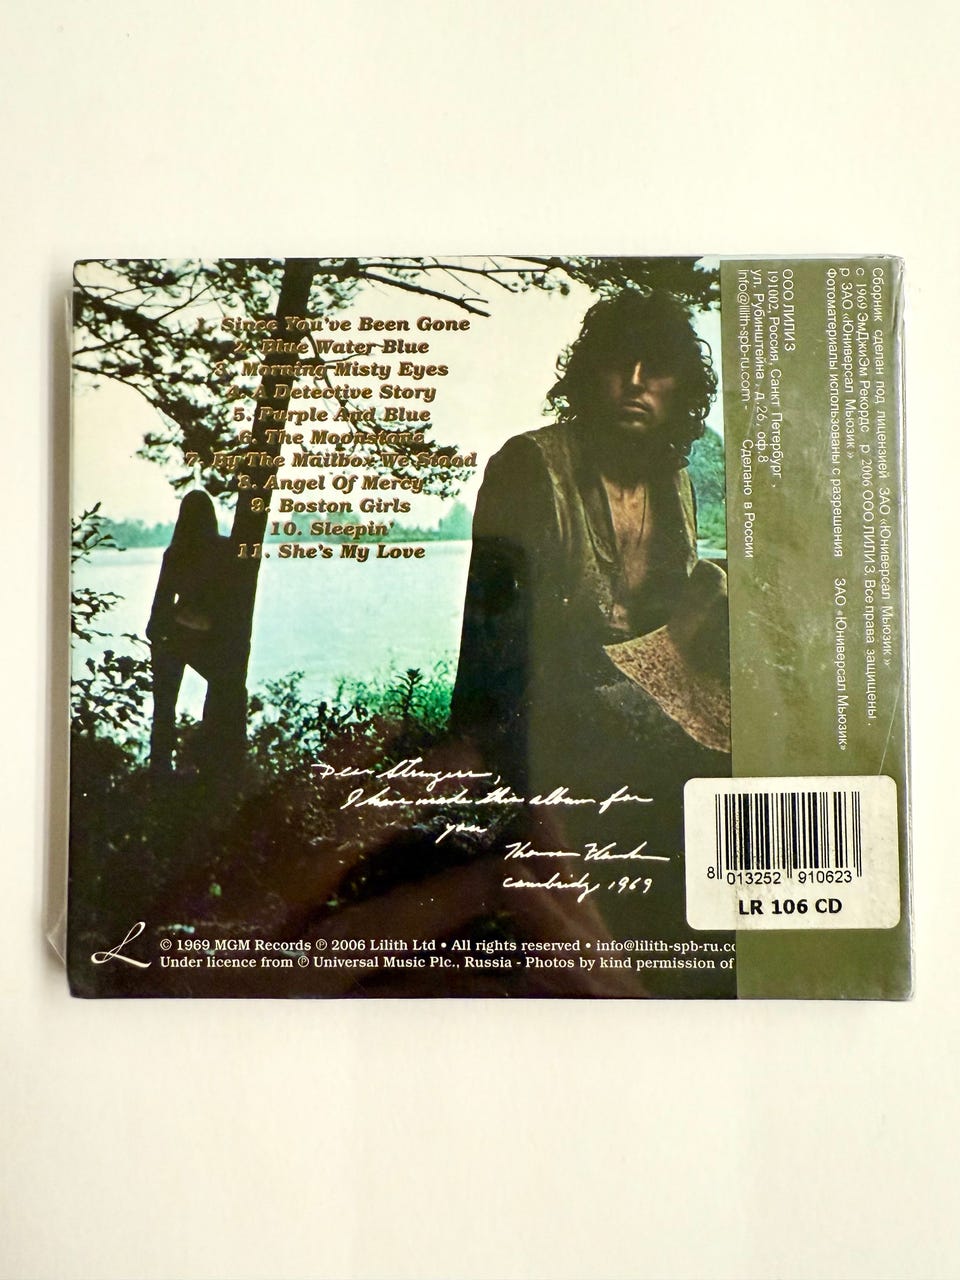 1. Since You've Been Gone
2. Blue Water Blue
3. Morning Misty Eyes
4. A Detective Story
5. Purple And Blue
6. The Moonstone
7. By The Mailbox We Stood
8. Angel Of Mercy
9. Boston Girls
10. Sleepin'
11. She's My Love
Dear Strangers,
I have made this album for
you
Thomas
Cambridge, 1969
© 1969 MGM Records ℗ 2006 Lilith Ltd • All rights reserved • info@lilith-spb-ru.co
Under licence from ℗ Universal Music Plc., Russia - Photos by kind permission of
Сборник сделан под лицензией ЗАО «Юниверсал Мьюзик»
с 1969 ЭмДжиЭм Рекордс р 2006 ООО ЛИЛИЗ. Все права защищены.
р ЗАО «Юниверсал Мьюзик»
Фотоматериалы использованы с разрешения ЗАО «Юниверсал Мьюзик»
ООО ЛИЛИЗ
191002, Россия, Санкт Петербург,
ул. Рубинштейна, д.26, оф.8
info@lilith-spb-ru.com - Сделано в России
8 013252 910623
LR 106 CD